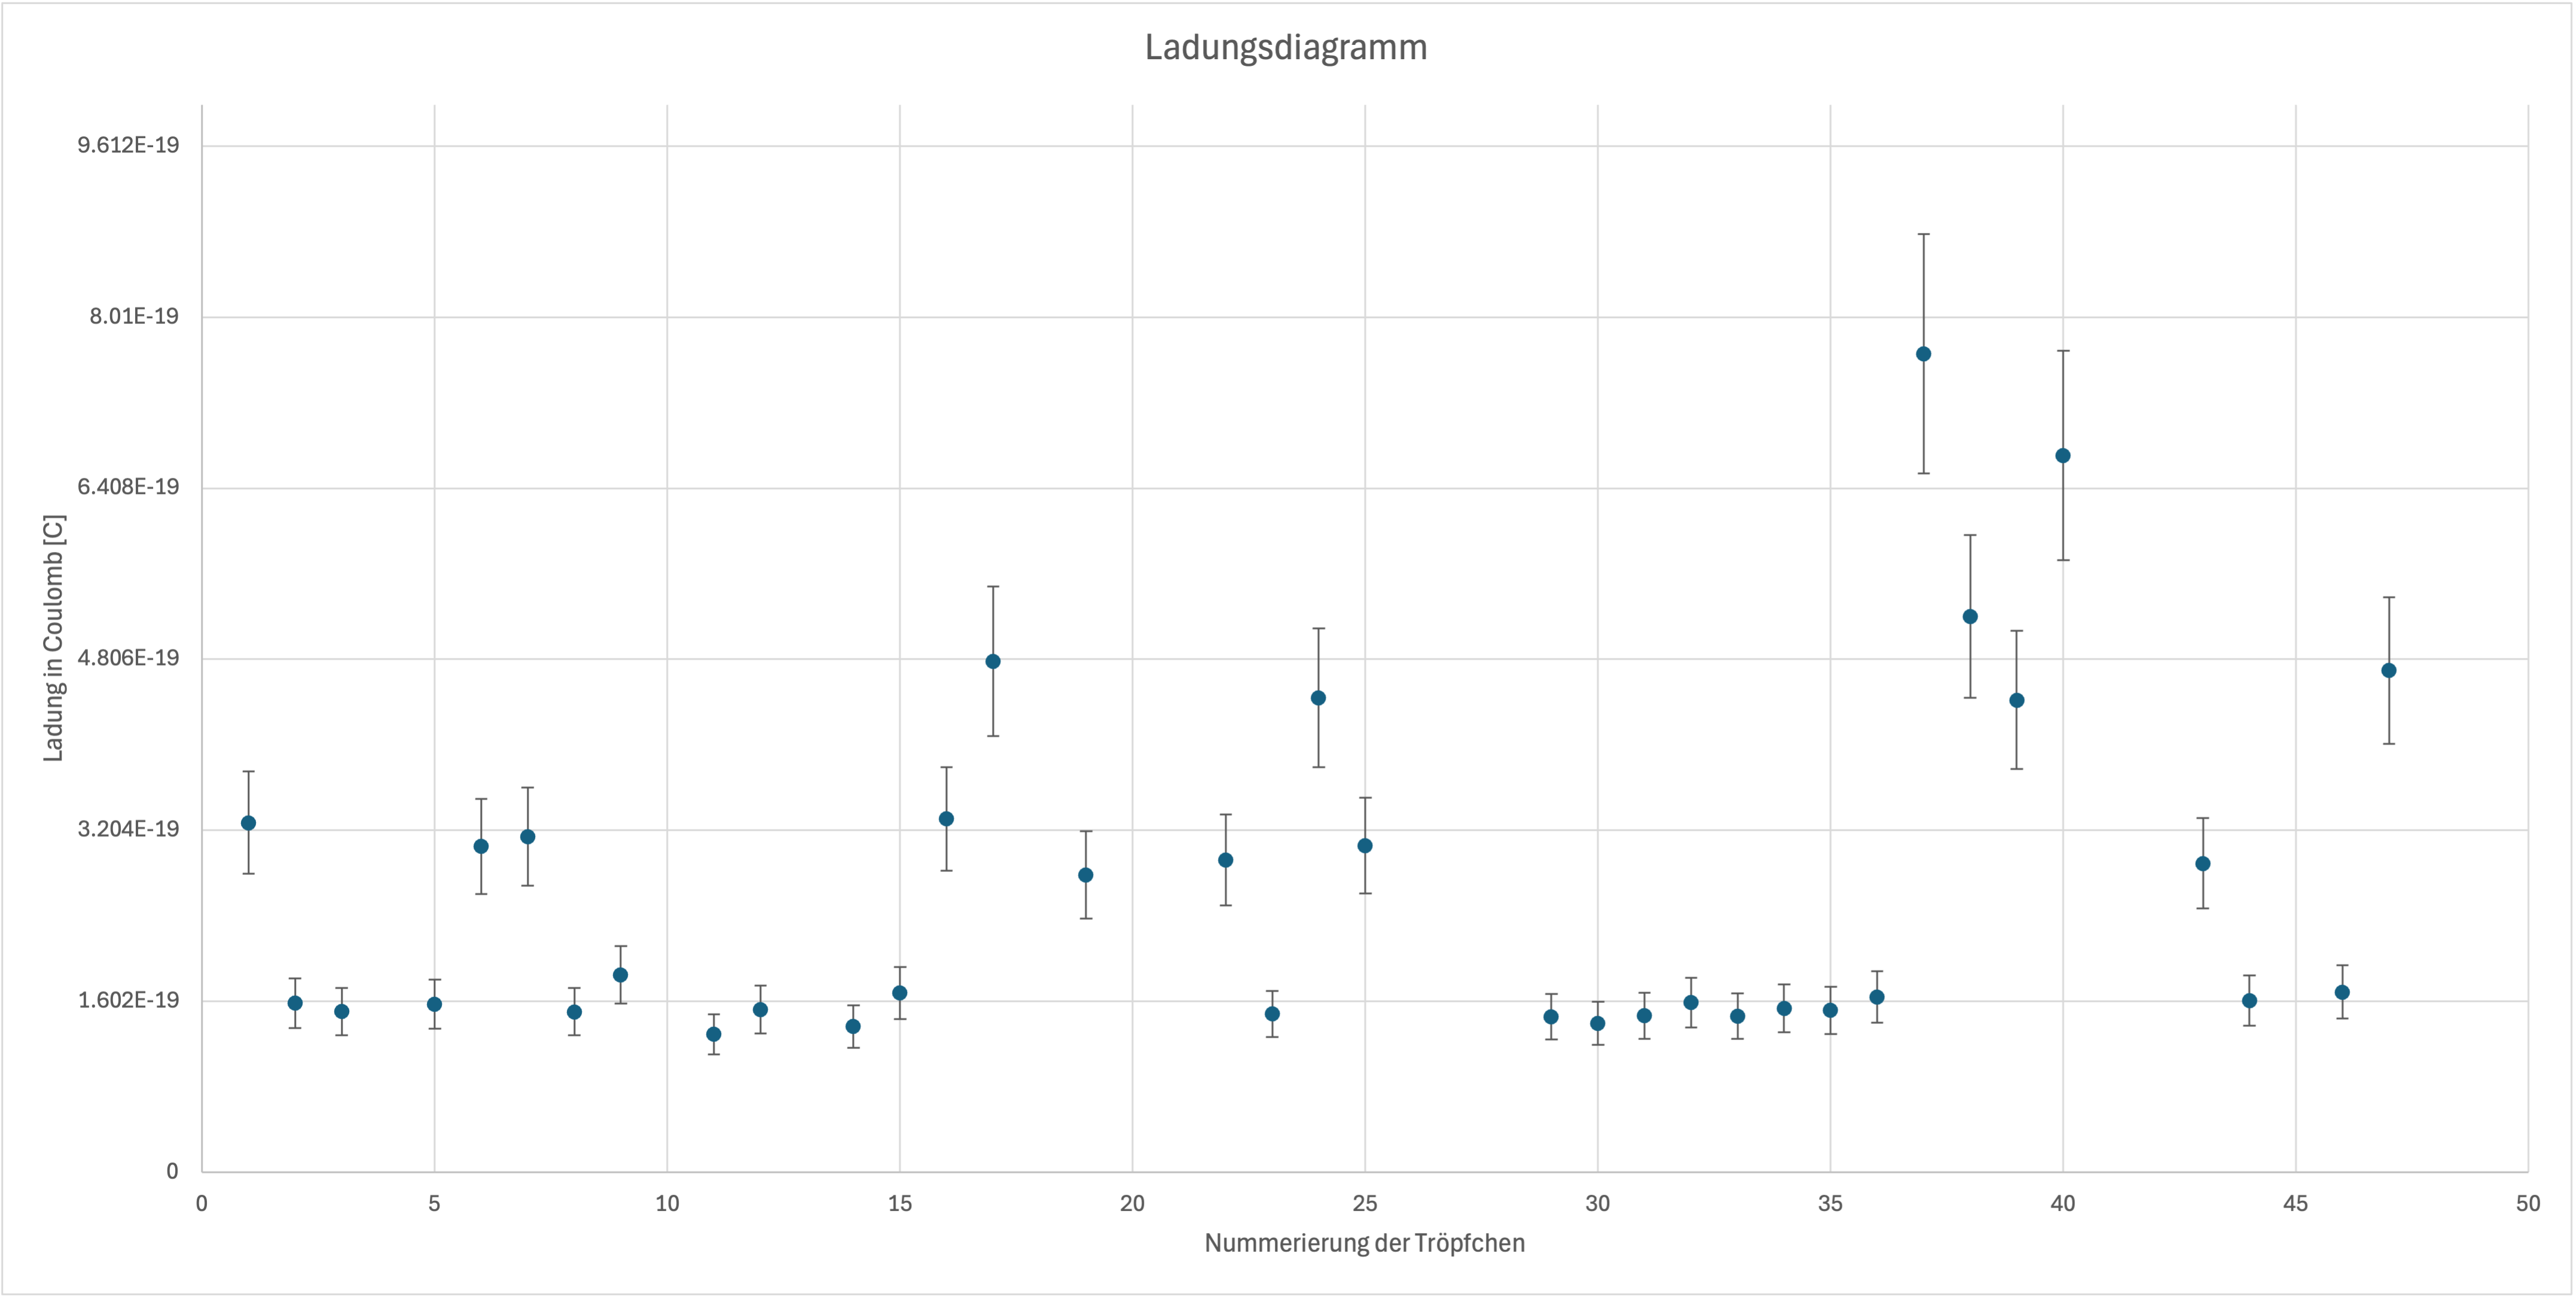 Ladungsdiagramm
9.612E-19
8.01E-19
6.408E-19
4.806E-19
3.204E-19
1.602E-19
0
Ladung in Coulomb [C]
0 5 10 15 20 25 30 35 40 45 50
Nummerierung der Tröpfchen